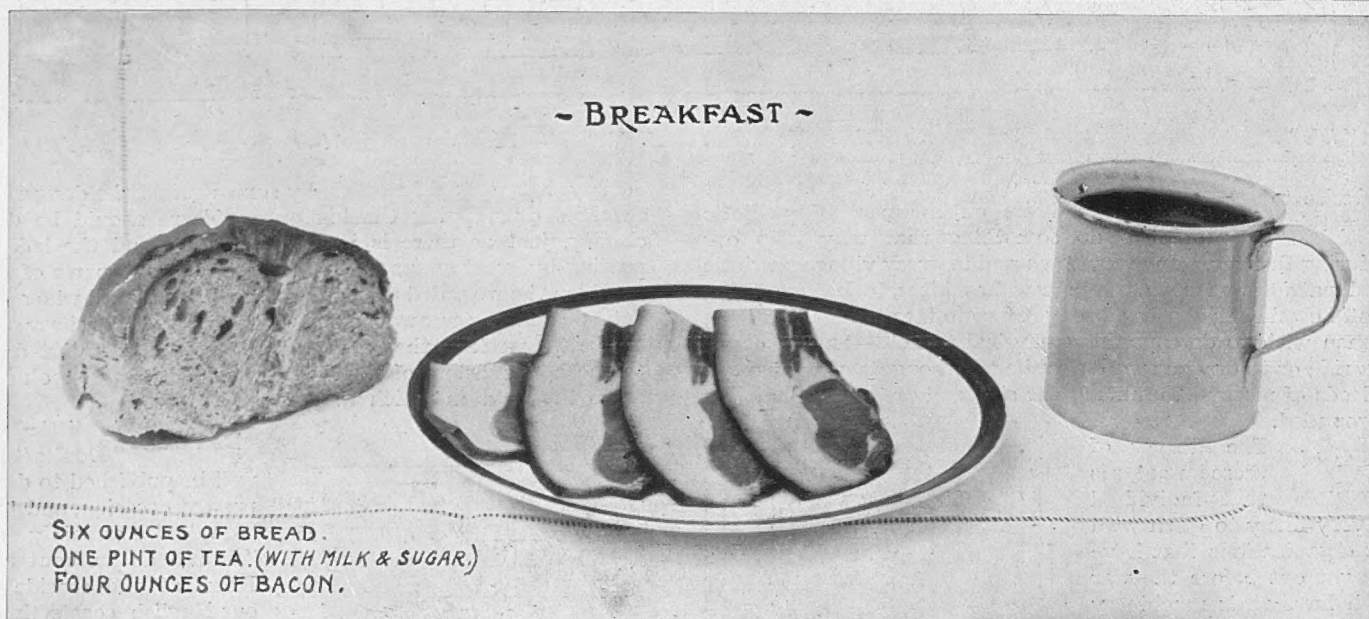 ~ BREAKFAST ~
SIX OUNCES OF BREAD.
ONE PINT OF TEA. (WITH MILK & SUGAR.)
FOUR OUNCES OF BACON.